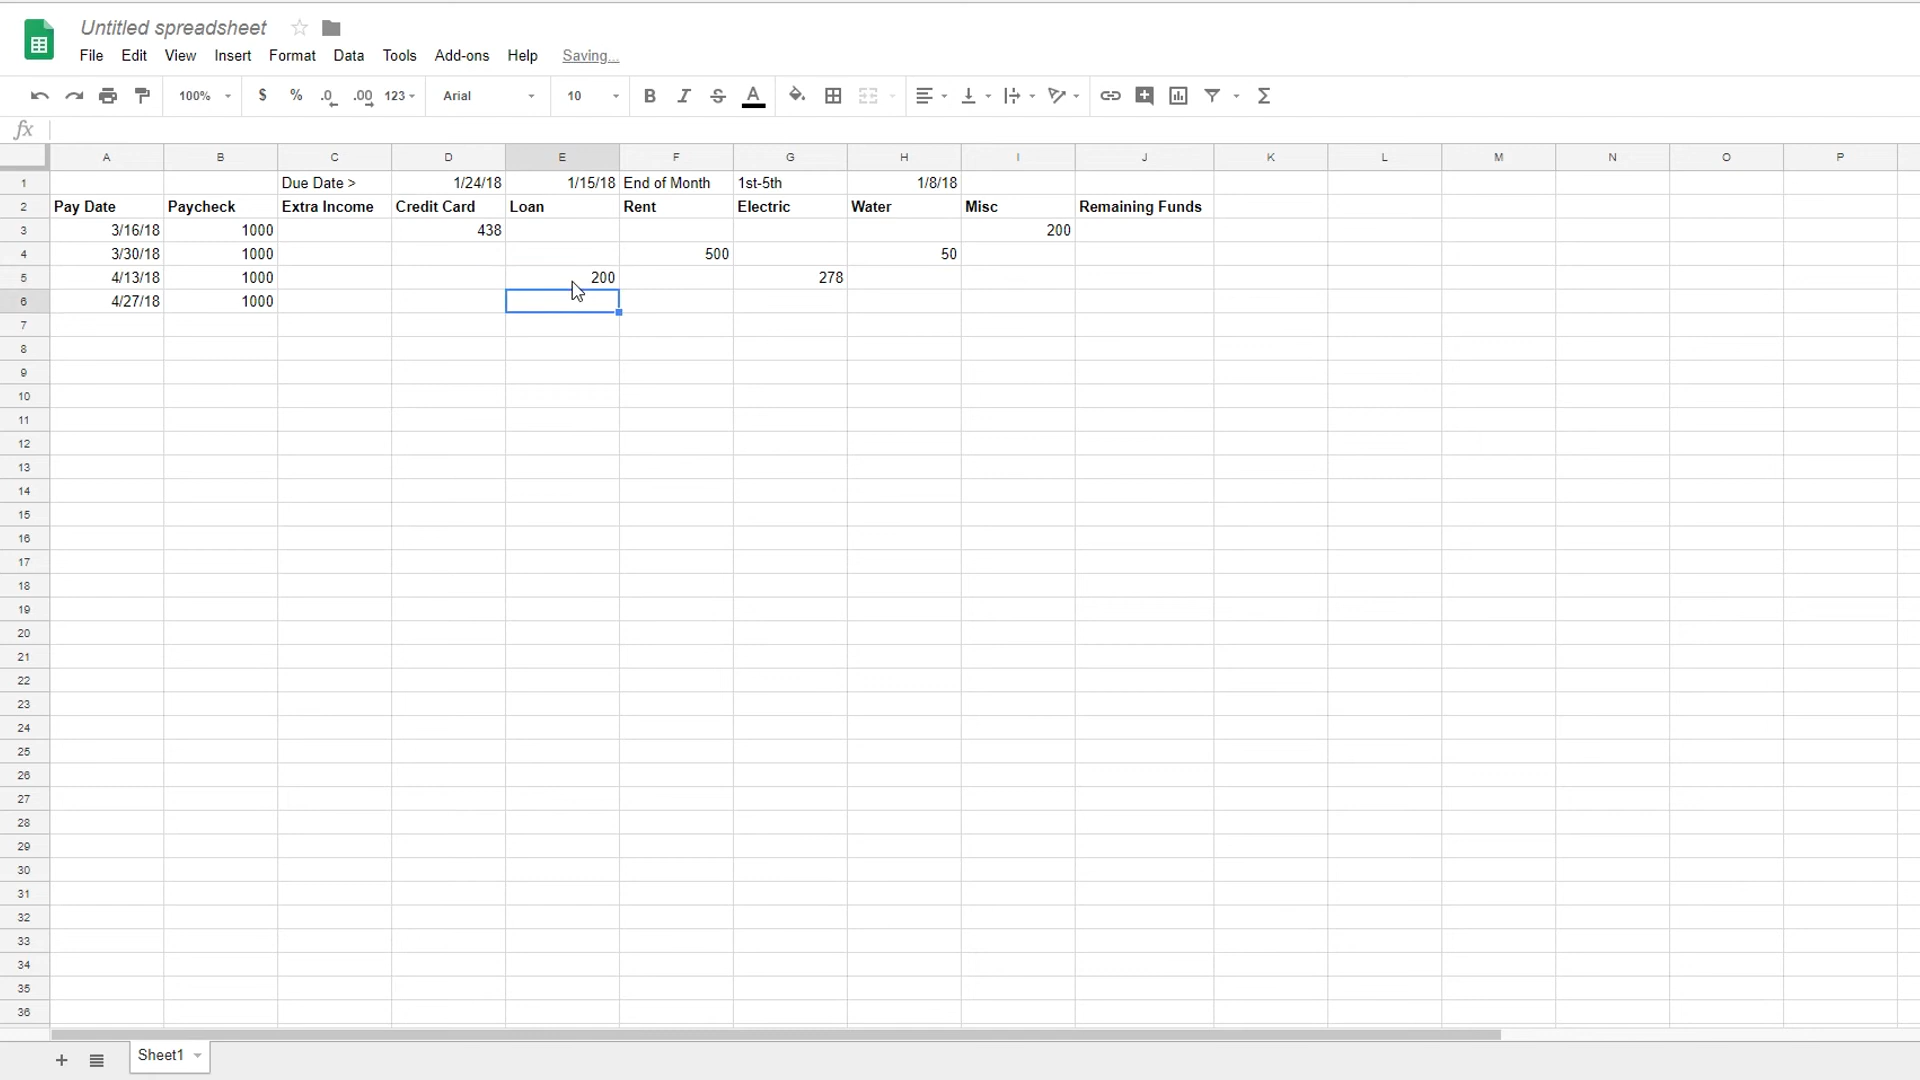 Untitled spreadsheet
File Edit View Insert Format Data Tools Add-ons Help Saving...
100% $ % .0 .00 123 Arial 10 B I S A Σ
fx
A B C D E F G H I J K L M N O P
1 Due Date > 1/24/18 1/15/18 End of Month 1st-5th 1/8/18
2 Pay Date Paycheck Extra Income Credit Card Loan Rent Electric Water Misc Remaining Funds
3 3/16/18 1000 438 200
4 3/30/18 1000 500 50
5 4/13/18 1000 200 278
6 4/27/18 1000
7
8
9
10
11
12
13
14
15
16
17
18
19
20
21
22
23
24
25
26
27
28
29
30
31
32
33
34
35
36
+ Sheet1